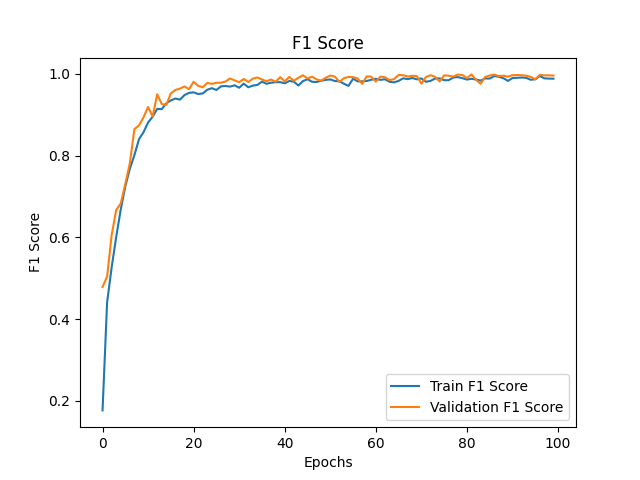 F1 Score
1.0
0.8
0.6
0.4
0.2
F1 Score
Train F1 Score
Validation F1 Score
0 20 40 60 80 100
Epochs